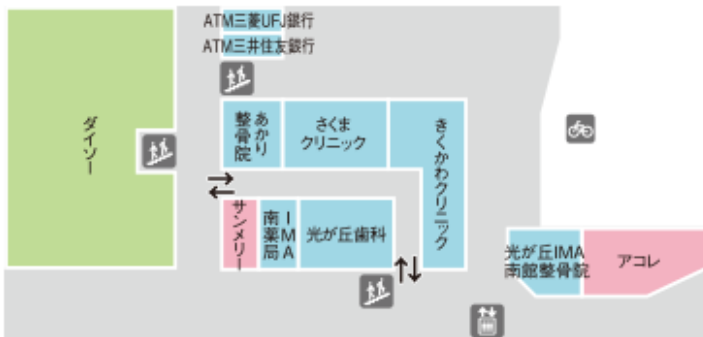 ATM三菱UFJ銀行
ATM三井住友銀行
ダイソー
あかり
整骨院
さくま
クリニック
きくかわクリニック
サンメリー
IMA
南薬局
光が丘歯科
光が丘IMA
南館整骨院
アコレ